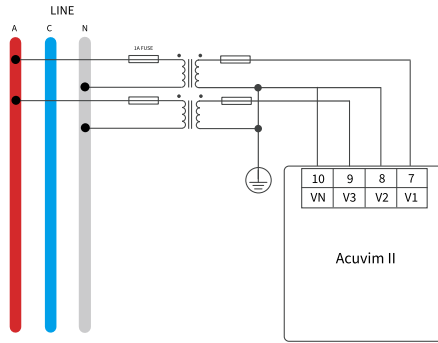 LINE
A C N
1A FUSE
10 9 8 7
VN V3 V2 V1
Acuvim II